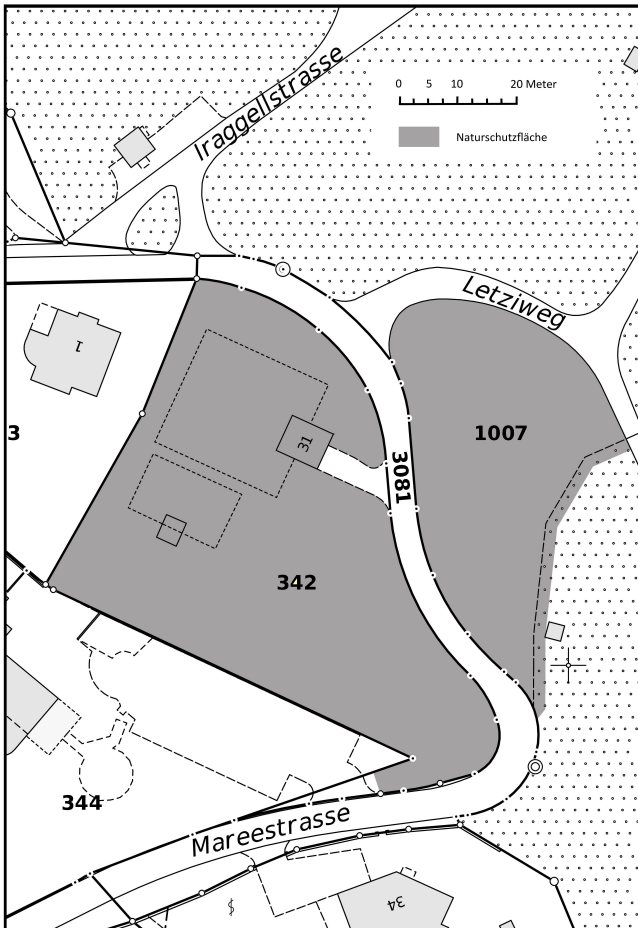 Iraggellstrasse
0 5 10 20 Meter
Naturschutzfläche
Letziweg
1
3
31
1007
3081
342
344
Mareestrasse
34